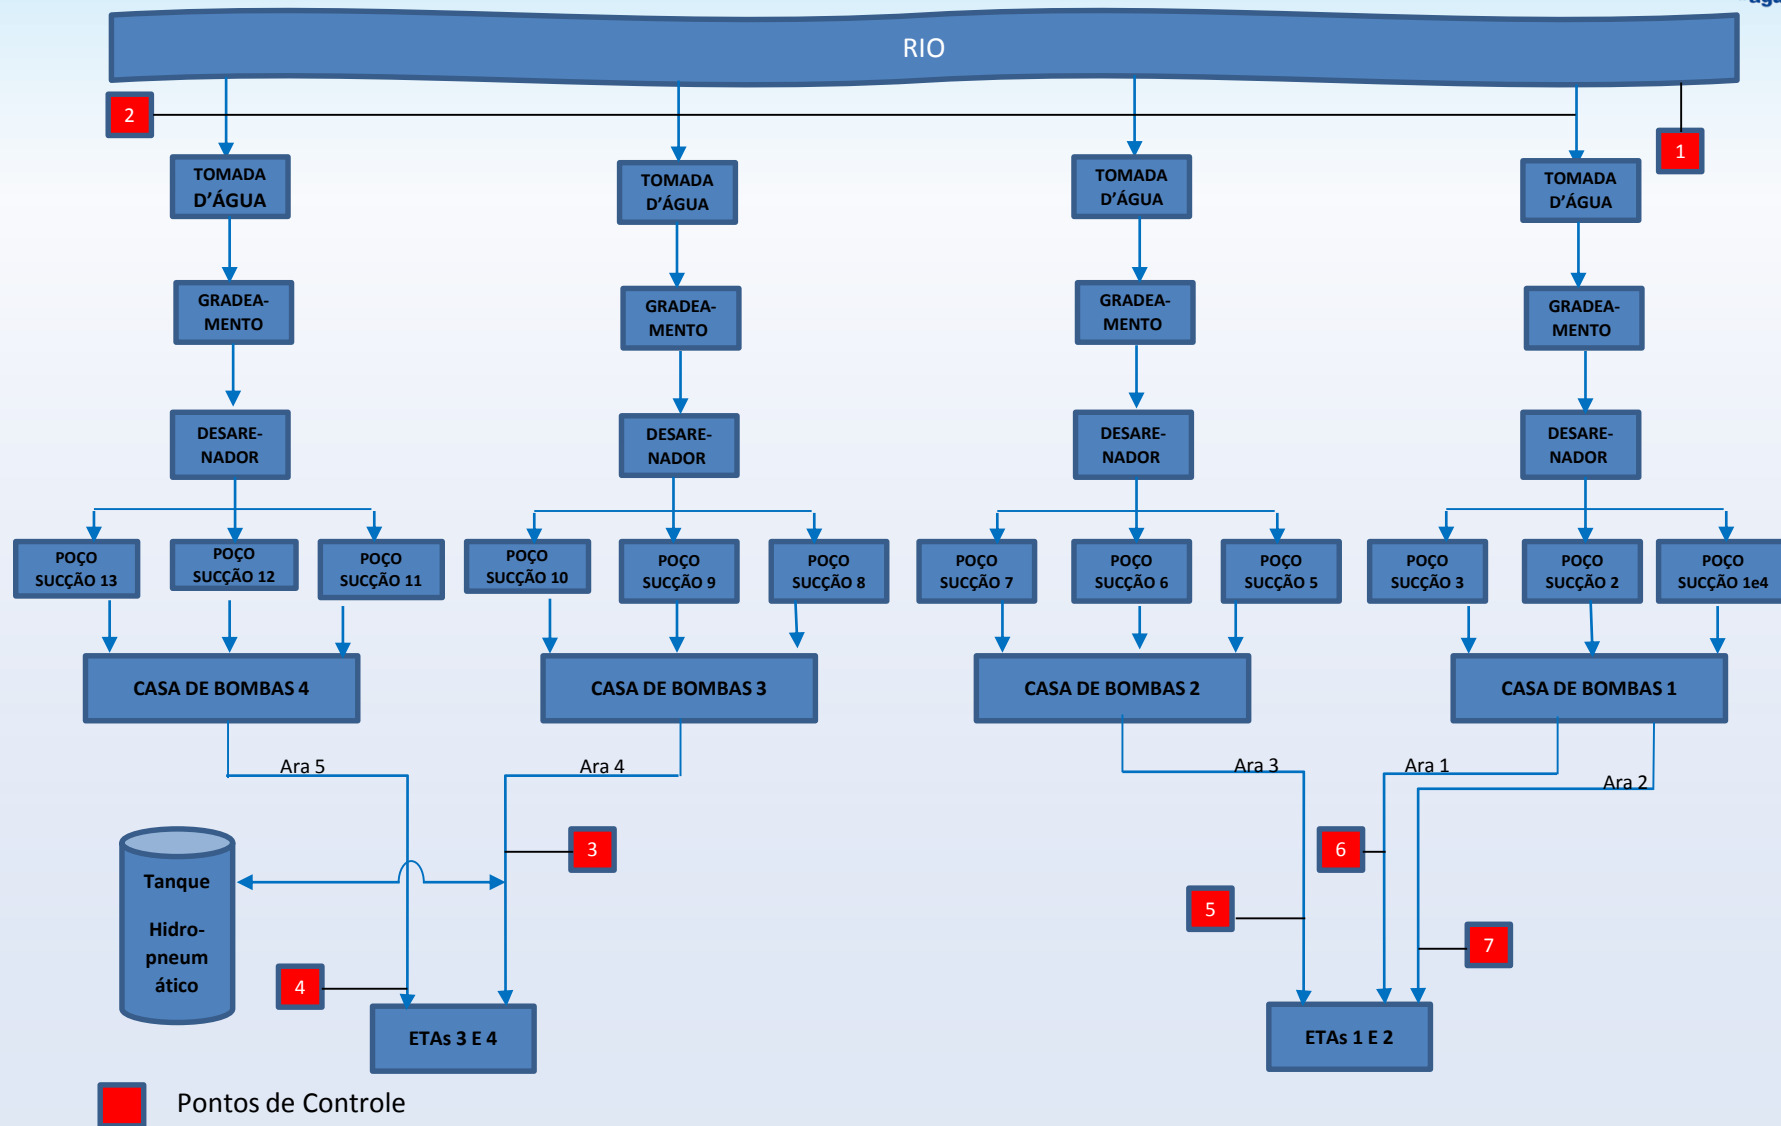 RIO
2
1
TOMADA
D'ÁGUA
TOMADA
D'ÁGUA
TOMADA
D'ÁGUA
TOMADA
D'ÁGUA
GRADEA-
MENTO
GRADEA-
MENTO
GRADEA-
MENTO
GRADEA-
MENTO
DESARE-
NADOR
DESARE-
NADOR
DESARE-
NADOR
DESARE-
NADOR
POÇO
SUCÇÃO 13
POÇO
SUCÇÃO 12
POÇO
SUCÇÃO 11
POÇO
SUCÇÃO 10
POÇO
SUCÇÃO 9
POÇO
SUCÇÃO 8
POÇO
SUCÇÃO 7
POÇO
SUCÇÃO 6
POÇO
SUCÇÃO 5
POÇO
SUCÇÃO 3
POÇO
SUCÇÃO 2
POÇO
SUCÇÃO 1e4
CASA DE BOMBAS 4
CASA DE BOMBAS 3
CASA DE BOMBAS 2
CASA DE BOMBAS 1
Ara 5
Ara 4
Ara 3
Ara 1
Ara 2
3
6
Tanque
Hidro-
pneum
ático
5
7
4
ETAs 3 E 4
ETAs 1 E 2
Pontos de Controle